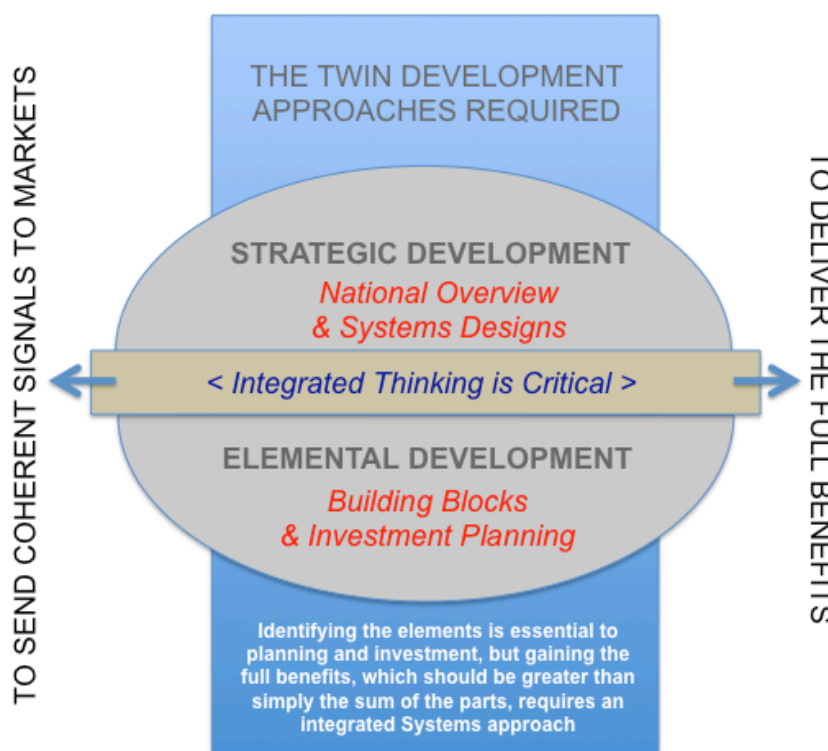 THE TWIN DEVELOPMENT
APPROACHES REQUIRED
TO SEND COHERENT SIGNALS TO MARKETS
STRATEGIC DEVELOPMENT
National Overview
& Systems Designs
< Integrated Thinking is Critical >
ELEMENTAL DEVELOPMENT
Building Blocks
& Investment Planning
TO DELIVER THE FULL BENEFITS
Identifying the elements is essential to
planning and investment, but gaining the
full benefits, which should be greater than
simply the sum of the parts, requires an
integrated Systems approach